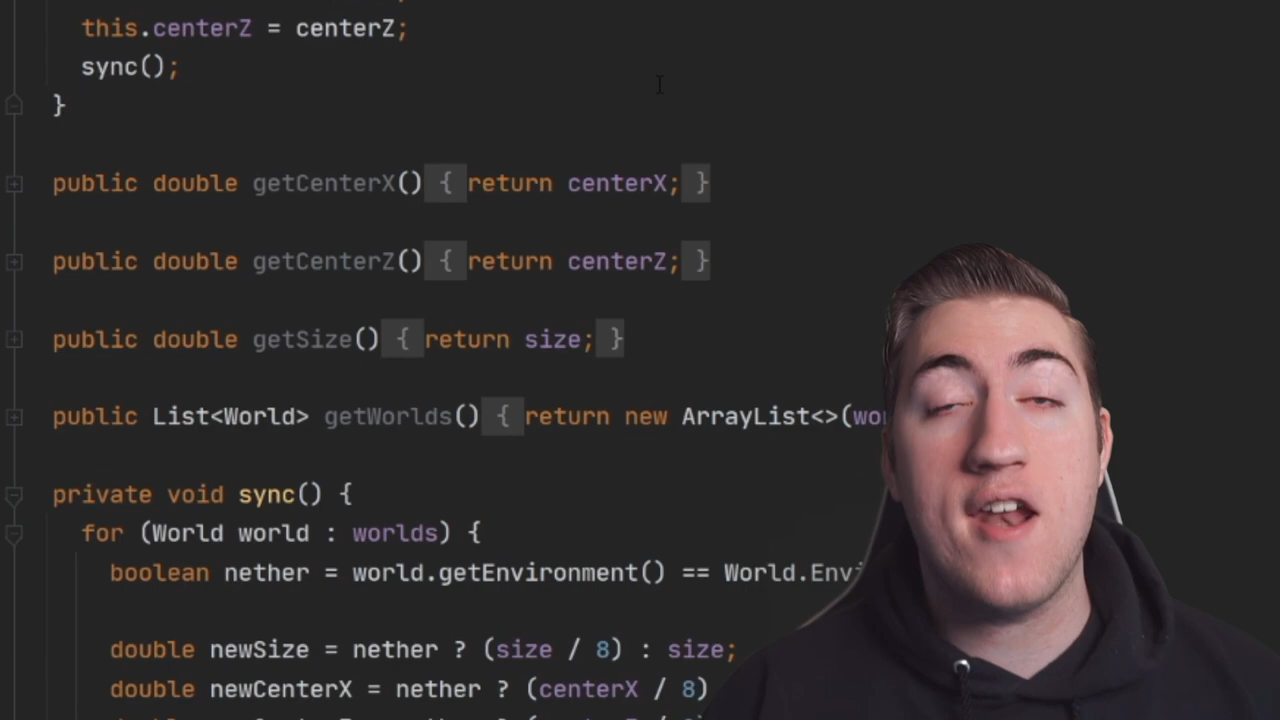 this.centerZ = centerZ;
sync();
}
public double getCenterX() { return centerX; }
public double getCenterZ() { return centerZ; }
public double getSize() { return size; }
public List<World> getWorlds() { return new ArrayList<>(wo
private void sync() {
for (World world : worlds) {
boolean nether = world.getEnvironment() == World.Envi
double newSize = nether ? (size / 8) : size;
double newCenterX = nether ? (centerX / 8)